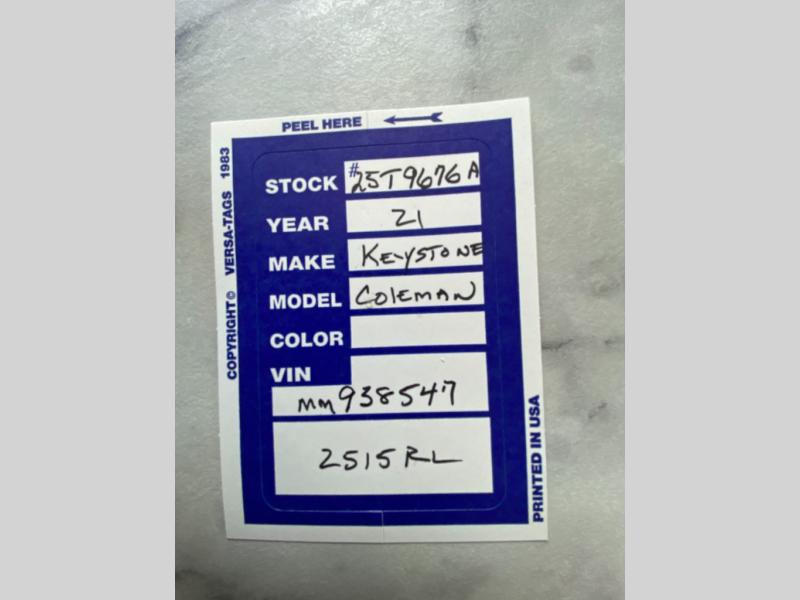 PEEL HERE
COPYRIGHT © VERSA-TAGS 1983
STOCK #25T9676A
YEAR 21
MAKE KEYSTONE
MODEL COLEMAN
COLOR
VIN
MM938547
2515RL
PRINTED IN USA